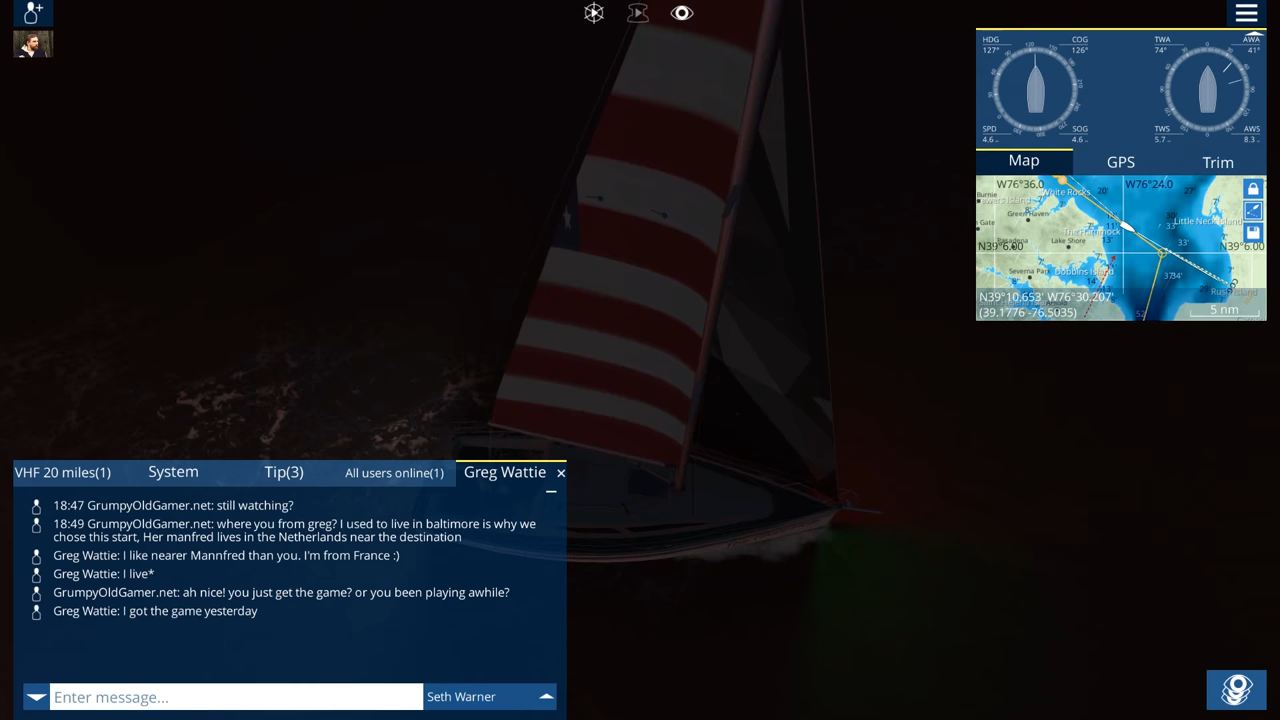 HDG
127°
COG
126°
TWA
74°
AWA
41°
SPD
4.6
SOG
4.6
TWS
5.7
AWS
8.3
Map
GPS
Trim
W76°36.0
W76°24.0
White Rocks
Burnie
Green Haven
Gate
The Hammock
Little Neck Island
Pasadena
Lake Shore
N39°6.00
N39°6.00
Severna Park
Dobbins Island
N39°10.653' W76°30.207'
(39.1776 -76.5035)
5 nm
VHF 20 miles(1)
System
Tip(3)
All users online(1)
Greg Wattie
18:47 GrumpyOldGamer.net: still watching?
18:49 GrumpyOldGamer.net: where you from greg? I used to live in baltimore is why we
chose this start, Her manfred lives in the Netherlands near the destination
Greg Wattie: I like nearer Mannfred than you. I'm from France :)
Greg Wattie: I live*
GrumpyOldGamer.net: ah nice! you just get the game? or you been playing awhile?
Greg Wattie: I got the game yesterday
Enter message...
Seth Warner